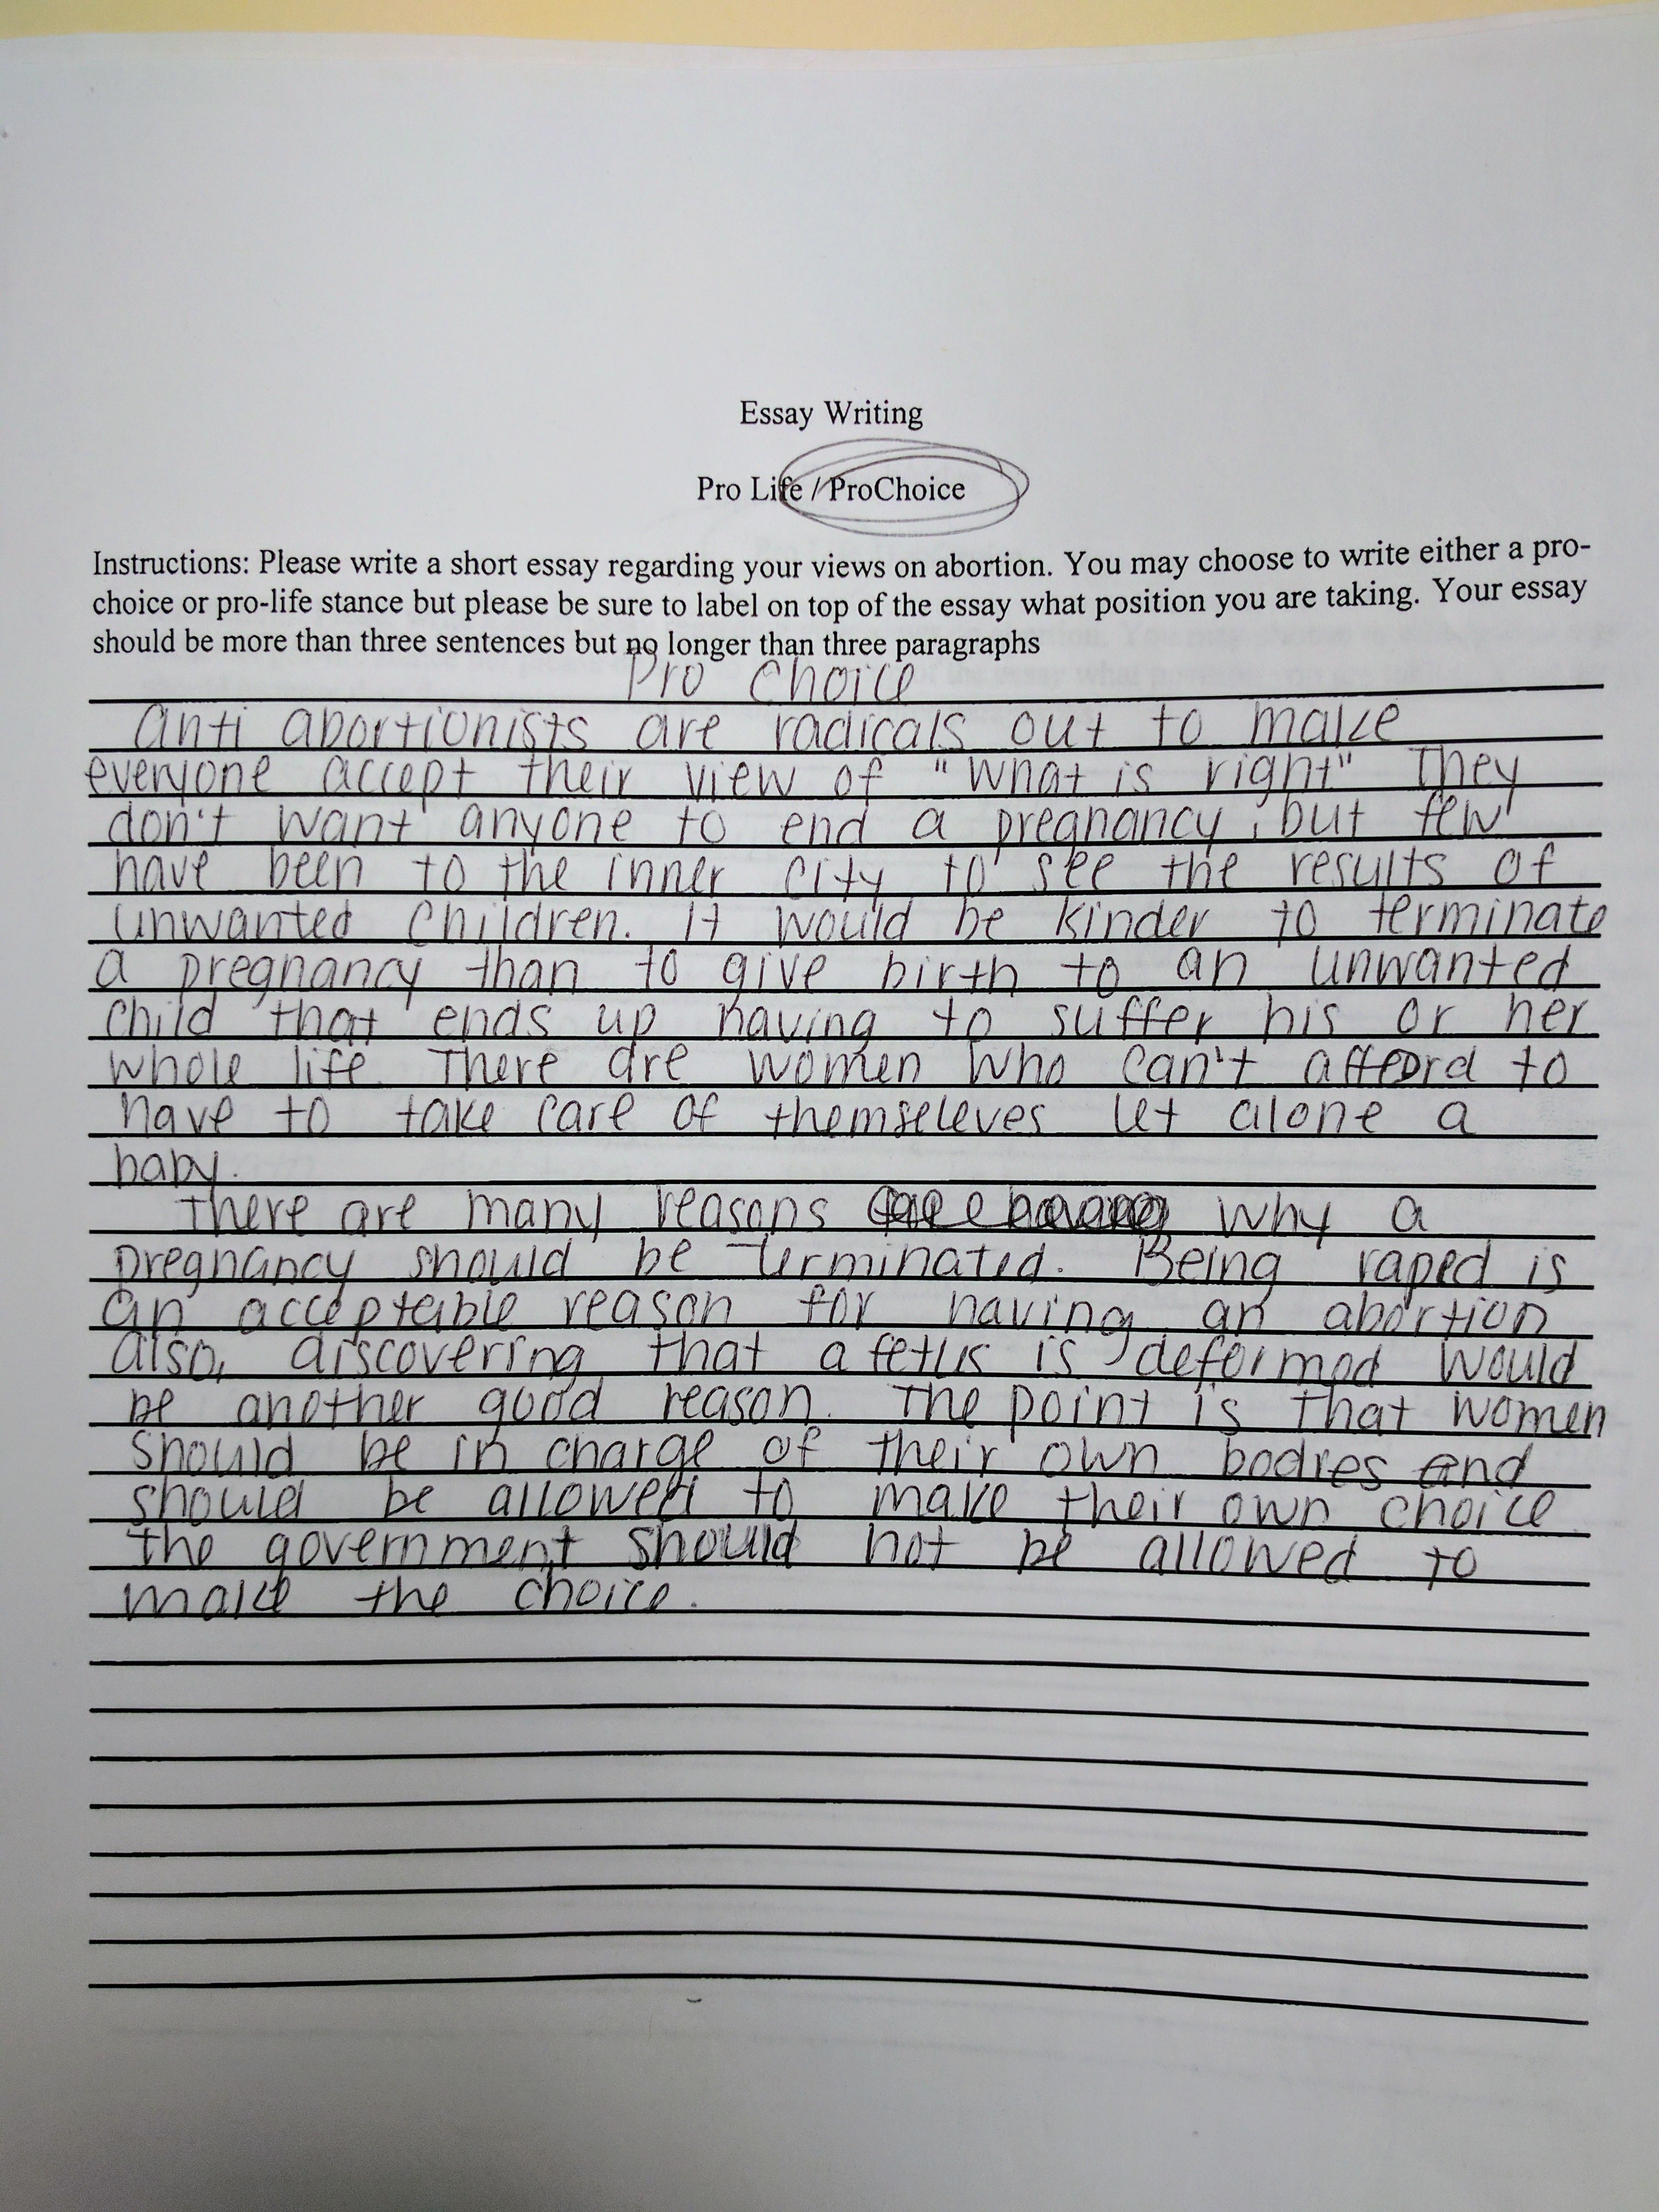 Essay Writing
Pro Life / ProChoice
Instructions: Please write a short essay regarding your views on abortion. You may choose to write either a pro-
choice or pro-life stance but please be sure to label on top of the essay what position you are taking. Your essay
should be more than three sentences but no longer than three paragraphs
Pro Choice
Anti abortionists are radicals out to make
everyone accept their view of "what is right" They
don't want anyone to end a pregnancy, but few
have been to the inner city to see the results of
unwanted children. It would be kinder to terminate
a pregnancy than to give birth to an unwanted
child that ends up having to suffer his or her
whole life. There are women who can't afford to
have to take care of themseleves let alone a
baby.
There are many reasons why a
pregnancy should be terminated. Being raped is
an acceptable reason for having an abortion
also, discovering that a fetus is deformed would
be another good reason. The point is that women
should be in charge of their own bodies and
should be allowed to make their own choice.
the government should not be allowed to
make the choice.